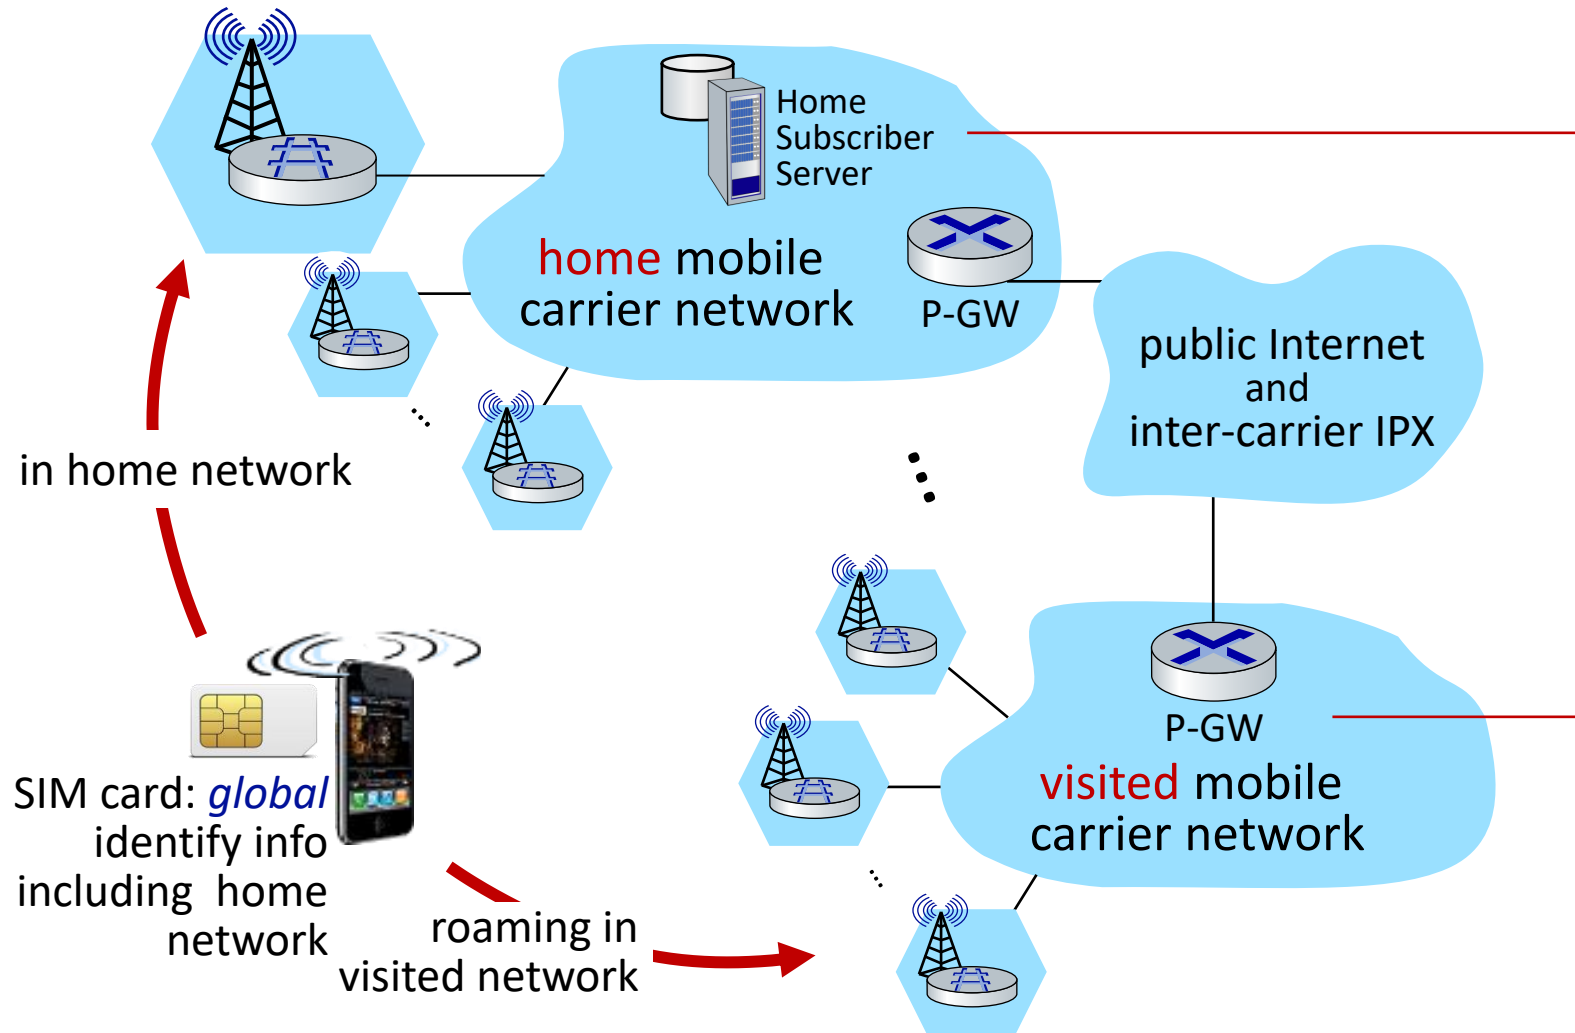 Home
Subscriber
Server
home mobile
carrier network
P-GW
public Internet
and
inter-carrier IPX
in home network
P-GW
visited mobile
carrier network
SIM card: global
identify info
including home
network
roaming in
visited network